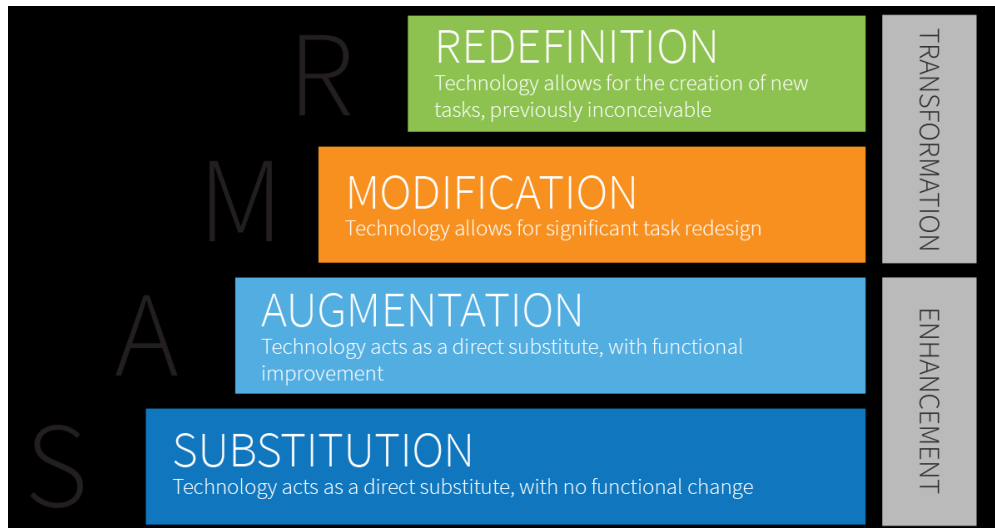 R
REDEFINITION
Technology allows for the creation of new
tasks, previously inconceivable
M
MODIFICATION
Technology allows for significant task redesign
TRANSFORMATION
A
AUGMENTATION
Technology acts as a direct substitute, with functional
improvement
S
SUBSTITUTION
Technology acts as a direct substitute, with no functional change
ENHANCEMENT